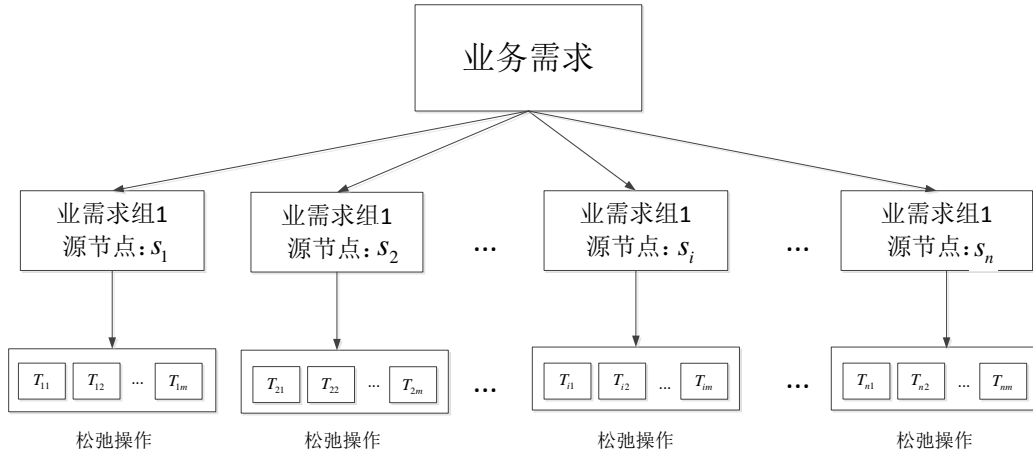 业务需求
业需求组1
源节点：s₁
业需求组1
源节点：s₂
...
业需求组1
源节点：sᵢ
...
业需求组1
源节点：sₙ
T₁₁ T₁₂ ... T₁ₘ
T₂₁ T₂₂ ... T₂ₘ
...
Tᵢ₁ Tᵢ₂ ... Tᵢₘ
...
Tₙ₁ Tₙ₂ ... Tₙₘ
松弛操作
松弛操作
松弛操作
松弛操作